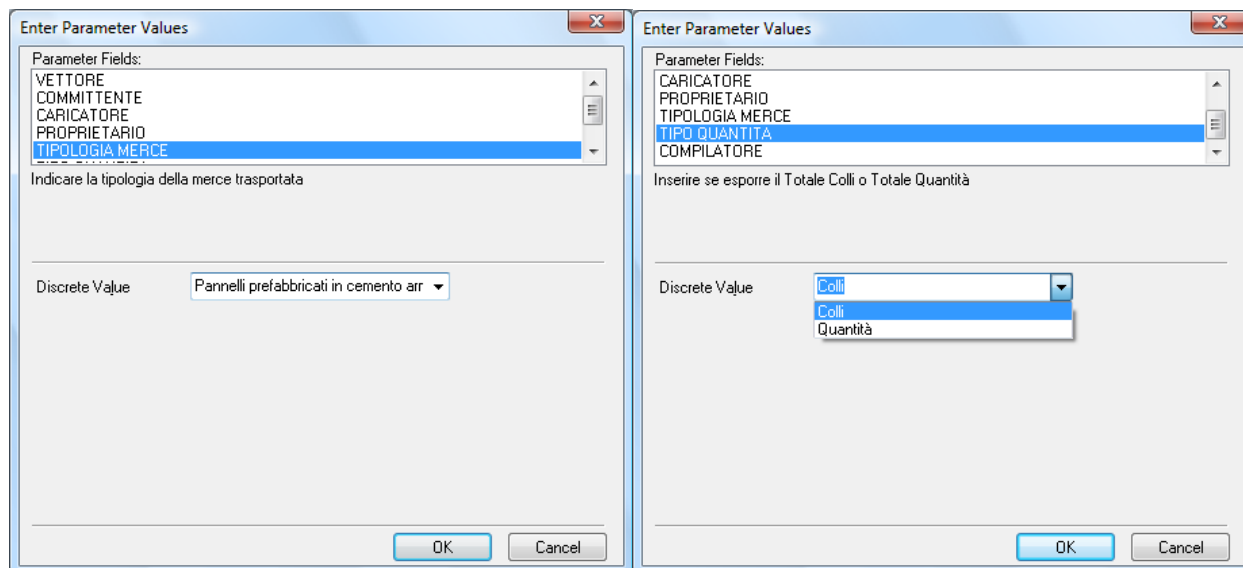 Enter Parameter Values
Parameter Fields:
VETTORE
COMMITTENTE
CARICATORE
PROPRIETARIO
TIPOLOGIA MERCE
Indicare la tipologia della merce trasportata
Discrete Value
Pannelli prefabbricati in cemento arr
OK
Cancel
Enter Parameter Values
Parameter Fields:
CARICATORE
PROPRIETARIO
TIPOLOGIA MERCE
TIPO QUANTITA
COMPILATORE
Inserire se esporre il Totale Colli o Totale Quantità
Discrete Value
Colli
Colli
Quantità
OK
Cancel